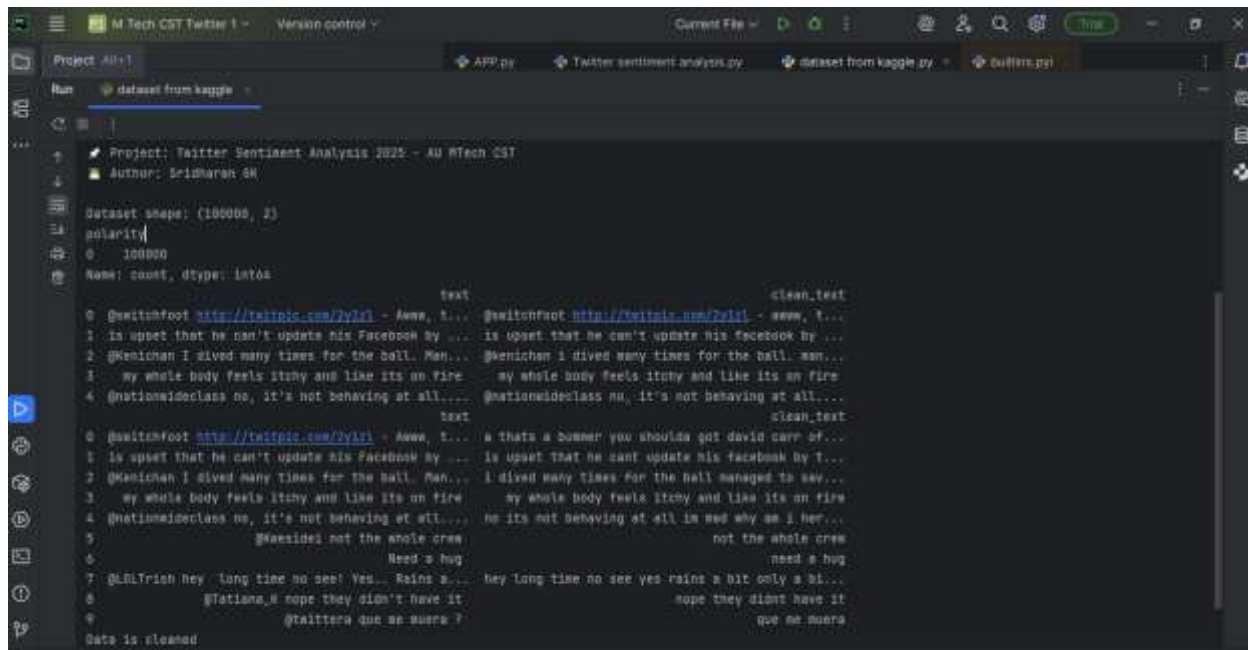 M Tech CST Twitter 1 Version control Current File Trial
Project All+1 APP.py Twitter sentiment analysis.py dataset from kaggle.py builtins.pyi
Run dataset from kaggle
Project: Twitter Sentiment Analysis 2025 - AU MTech CST
Author: Sridharan GK
Dataset shape: (100000, 2)
polarity
0 100000
Name: count, dtype: int64
text clean_text
0 @switchfoot http://twitpic.com/2y1zl - Awww, t... @switchfoot http://twitpic.com/2y1zl - awww, t...
1 is upset that he can't update his Facebook by ... is upset that he can't update his facebook by ...
2 @Kenichan I dived many times for the ball. Man... @kenichan i dived many times for the ball. man...
3 my whole body feels itchy and like its on fire my whole body feels itchy and like its on fire
4 @nationwideclass no, it's not behaving at all.... @nationwideclass no, it's not behaving at all....
text clean_text
0 @switchfoot http://twitpic.com/2y1zl - Awww, t... a thats a bummer you shoulda got david carr of...
1 is upset that he can't update his Facebook by ... is upset that he cant update his facebook by t...
2 @Kenichan I dived many times for the ball. Man... i dived many times for the ball managed to sav...
3 my whole body feels itchy and like its on fire my whole body feels itchy and like its on fire
4 @nationwideclass no, it's not behaving at all.... no its not behaving at all im mad why am i her...
5 @Kwesidei not the whole crew not the whole crew
6 Need a hug need a hug
7 @LOLTrish hey long time no see! Yes.. Rains a... hey long time no see yes rains a bit only a bi...
8 @Tatiana_K nope they didn't have it nope they didnt have it
9 @twittera que me muera ? que me muera
Data is cleaned